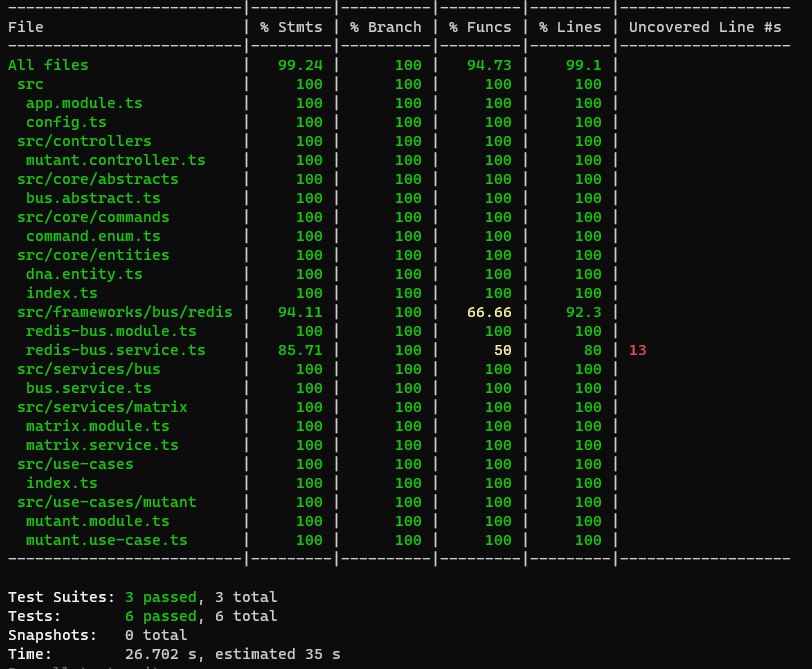 -------------------------|---------|----------|---------|---------|-------------------
File | % Stmts | % Branch | % Funcs | % Lines | Uncovered Line #s
-------------------------|---------|----------|---------|---------|-------------------
All files | 99.24 | 100 | 94.73 | 99.1 |
src | 100 | 100 | 100 | 100 |
app.module.ts | 100 | 100 | 100 | 100 |
config.ts | 100 | 100 | 100 | 100 |
src/controllers | 100 | 100 | 100 | 100 |
mutant.controller.ts | 100 | 100 | 100 | 100 |
src/core/abstracts | 100 | 100 | 100 | 100 |
bus.abstract.ts | 100 | 100 | 100 | 100 |
src/core/commands | 100 | 100 | 100 | 100 |
command.enum.ts | 100 | 100 | 100 | 100 |
src/core/entities | 100 | 100 | 100 | 100 |
dna.entity.ts | 100 | 100 | 100 | 100 |
index.ts | 100 | 100 | 100 | 100 |
src/frameworks/bus/redis | 94.11 | 100 | 66.66 | 92.3 |
redis-bus.module.ts | 100 | 100 | 100 | 100 |
redis-bus.service.ts | 85.71 | 100 | 50 | 80 | 13
src/services/bus | 100 | 100 | 100 | 100 |
bus.service.ts | 100 | 100 | 100 | 100 |
src/services/matrix | 100 | 100 | 100 | 100 |
matrix.module.ts | 100 | 100 | 100 | 100 |
matrix.service.ts | 100 | 100 | 100 | 100 |
src/use-cases | 100 | 100 | 100 | 100 |
index.ts | 100 | 100 | 100 | 100 |
src/use-cases/mutant | 100 | 100 | 100 | 100 |
mutant.module.ts | 100 | 100 | 100 | 100 |
mutant.use-case.ts | 100 | 100 | 100 | 100 |
-------------------------|---------|----------|---------|---------|-------------------
Test Suites: 3 passed, 3 total
Tests: 6 passed, 6 total
Snapshots: 0 total
Time: 26.702 s, estimated 35 s